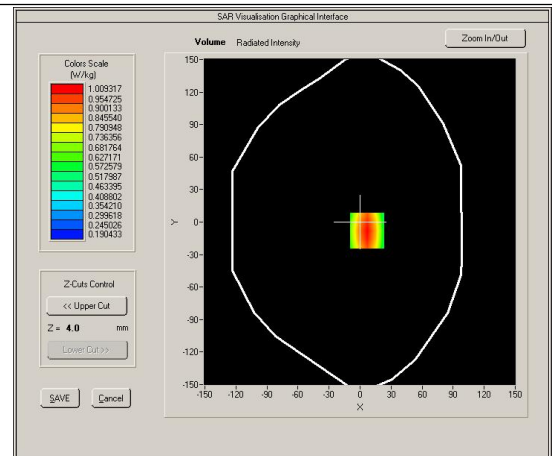 SAR Visualisation Graphical Interface
Volume Radiated Intensity
Zoom In/Out
Colors Scale
(W/kg)
1.009317
0.954725
0.900133
0.845540
0.790948
0.736356
0.681764
0.627171
0.572579
0.517987
0.463395
0.408802
0.354210
0.299618
0.245026
0.190433
Z-Cuts Control
<< Upper Cut
Z = 4.0 mm
Lower Cut >>
SAVE Cancel
150
120
90
60
30
0
-30
-60
-90
-120
-150
Y
-150 -120 -90 -60 -30 0 30 60 90 120 150
X